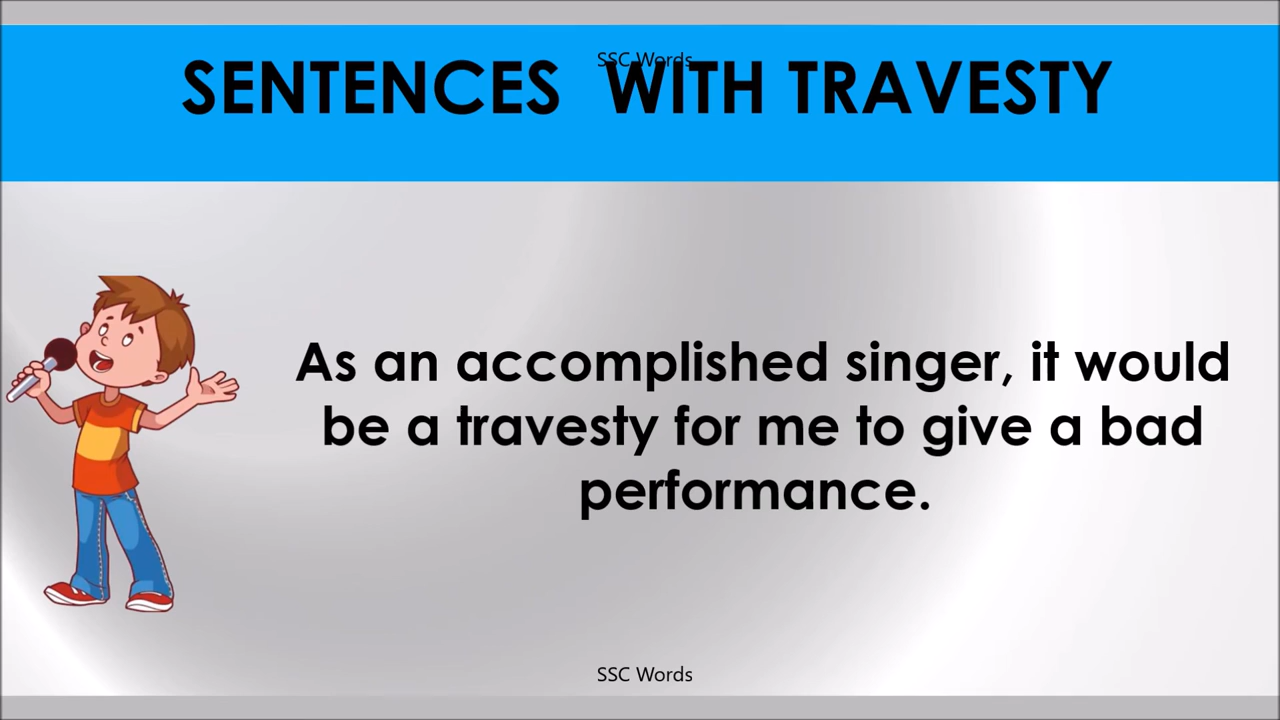 SSC Words
SENTENCES WITH TRAVESTY
As an accomplished singer, it would
be a travesty for me to give a bad
performance.
SSC Words